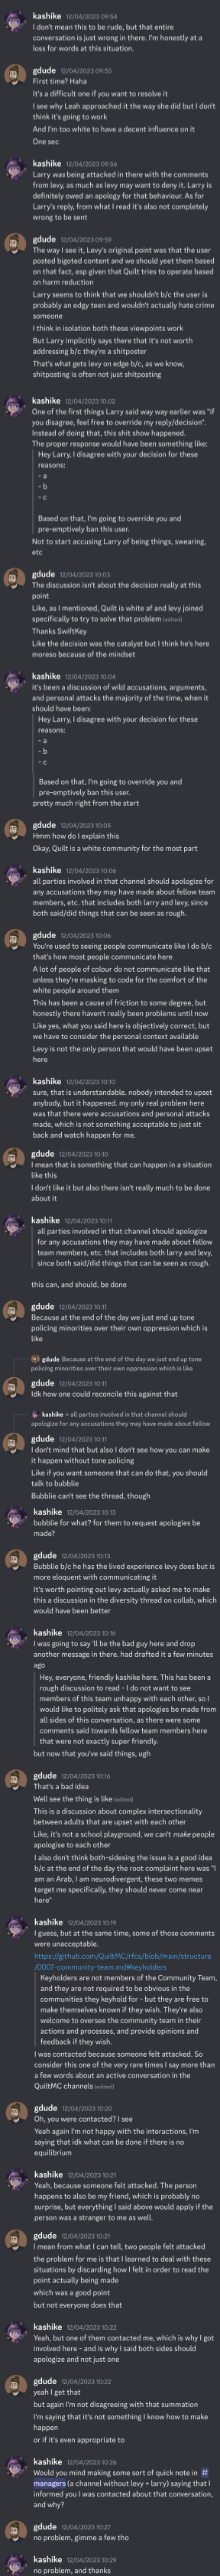 kashike 12/04/2023 09:54
I don't mean this to be rude, but that entire
conversation is just wrong in there. I'm honestly at a
loss for words at this situation.
gdude 12/04/2023 09:55
First time? Haha
It's a difficult one if you want to resolve it
I see why Leah approached it the way she did but I don't
think it's going to work
And I'm too white to have a decent influence on it
One sec
kashike 12/04/2023 09:56
Larry was being attacked in there with the comments
from levy, as much as levy may want to deny it. Larry is
definitely owed an apology for that behaviour. As for
Larry's reply, from what I read it's also not completely
wrong to be sent
gdude 12/04/2023 09:59
The way I see it, Levy's original point was that the user
posted bigoted content and we should yeet them based
on that fact, esp given that Quilt tries to operate based
on harm reduction
Larry seems to think that we shouldn't b/c the user is
probably an edgy teen and wouldn't actually hate crime
someone
I think in isolation both these viewpoints work
But Larry implicitly says there that it's not worth
addressing b/c they're a shitposter
That's what gets levy on edge b/c, as we know,
shitposting is often not just shitposting
kashike 12/04/2023 10:02
One of the first things Larry said way way earlier was "if
you disagree, feel free to override my reply/decision".
Instead of doing that, this shit show happened.
The proper response would have been something like:
Hey Larry, I disagree with your decision for these
reasons:
- a
- b
- c
Based on that, I'm going to override you and
pre-emptively ban this user.
Not to start accusing Larry of being things, swearing,
etc
gdude 12/04/2023 10:03
The discussion isn't about the decision really at this
point
Like, as I mentioned, Quilt is white af and levy joined
specifically to try to solve that problem (edited)
Thanks SwiftKey
Like the decision was the catalyst but I think he's here
moreso because of the mindset
kashike 12/04/2023 10:04
it's been a discussion of wild accusations, arguments,
and personal attacks the majority of the time, when it
should have been:
Hey Larry, I disagree with your decision for these
reasons:
- a
- b
- c
Based on that, I'm going to override you and
pre-emptively ban this user.
pretty much right from the start
gdude 12/04/2023 10:05
Hmm how do I explain this
Okay, Quilt is a white community for the most part
kashike 12/04/2023 10:06
all parties involved in that channel should apologize for
any accusations they may have made about fellow team
members, etc. that includes both larry and levy, since
both said/did things that can be seen as rough.
gdude 12/04/2023 10:06
You're used to seeing people communicate like I do b/c
that's how most people communicate here
A lot of people of colour do not communicate like that
unless they're masking to code for the comfort of the
white people around them
This has been a cause of friction to some degree, but
honestly there haven't really been problems until now
Like yes, what you said here is objectively correct, but
we have to consider the personal context available
Levy is not the only person that would have been upset
here
kashike 12/04/2023 10:10
sure, that is understandable. nobody intended to upset
anybody, but it happened. my only real problem here
was that there were accusations and personal attacks
made, which is not something acceptable to just sit
back and watch happen for me.
gdude 12/04/2023 10:10
I mean that is something that can happen in a situation
like this
I don't like it but also there isn't really much to be done
about it
kashike 12/04/2023 10:11
all parties involved in that channel should apologize
for any accusations they may have made about fellow
team members, etc. that includes both larry and levy,
since both said/did things that can be seen as rough.
this can, and should, be done
gdude 12/04/2023 10:11
Because at the end of the day we just end up tone
policing minorities over their own oppression which is
like
gdude Because at the end of the day we just end up tone
policing minorities over their own oppression which is like
gdude 12/04/2023 10:11
Idk how one could reconcile this against that
kashike > all parties involved in that channel should
apologize for any accusations they may have made about fellow
gdude 12/04/2023 10:11
I don't mind that but also I don't see how you can make
it happen without tone policing
Like if you want someone that can do that, you should
talk to bubblie
Bubblie can't see the thread, though
kashike 12/04/2023 10:13
bubblie for what? for them to request apologies be
made?
gdude 12/04/2023 10:13
Bubblie b/c he has the lived experience levy does but is
more eloquent with communicating it
It's worth pointing out levy actually asked me to make
this a discussion in the diversity thread on collab, which
would have been better
kashike 12/04/2023 10:16
I was going to say 'll be the bad guy here and drop
another message in there. had drafted it a few minutes
ago
Hey, everyone, friendly kashike here. This has been a
rough discussion to read - I do not want to see
members of this team unhappy with each other, so I
would like to politely ask that apologies be made from
all sides of this conversation, as there were some
comments said towards fellow team members here
that were not exactly super friendly.
but now that you've said things, ugh
gdude 12/04/2023 10:16
That's a bad idea
Well see the thing is like (edited)
This is a discussion about complex intersectionality
between adults that are upset with each other
Like, it's not a school playground, we can't make people
apologise to each other
I also don't think both-sidesing the issue is a good idea
b/c at the end of the day the root complaint here was "I
am an Arab, I am neurodivergent, these two memes
target me specifically, they should never come near
here"
kashike 12/04/2023 10:19
I guess, but at the same time, some of those comments
were unacceptable.
https://github.com/QuiltMC/rfcs/blob/main/structure
/0007-community-team.md#keyholders
Keyholders are not members of the Community Team,
and they are not required to be obvious in the
communities they keyhold for - but they are free to
make themselves known if they wish. They're also
welcome to oversee the community team in their
actions and processes, and provide opinions and
feedback if they wish.
I was contacted because someone felt attacked. So
consider this one of the very rare times I say more than
a few words about an active conversation in the
QuiltMC channels (edited)
gdude 12/04/2023 10:20
Oh, you were contacted? I see
Yeah again I'm not happy with the interactions, I'm
saying that idk what can be done if there is no
equilibrium
kashike 12/04/2023 10:21
Yeah, because someone felt attacked. The person
happens to also be my friend, which is probably no
surprise, but everything I said above would apply if the
person was a stranger to me as well.
gdude 12/04/2023 10:21
I mean from what I can tell, two people felt attacked
the problem for me is that I learned to deal with these
situations by discarding how I felt in order to read the
point actually being made
which was a good point
but not everyone does that
kashike 12/04/2023 10:22
Yeah, but one of them contacted me, which is why I got
involved here - and is why I said both sides should
apologize and not just one
gdude 12/04/2023 10:22
yeah I get that
but again I'm not disagreeing with that summation
I'm saying that it's not something I know how to make
happen
or if it's even appropriate to
kashike 12/04/2023 10:26
Would you mind making some sort of quick note in #
managers (a channel without levy + larry) saying that I
informed you I was contacted about that conversation,
and why?
gdude 12/04/2023 10:27
no problem, gimme a few tho
kashike 12/04/2023 10:29
no problem, and thanks